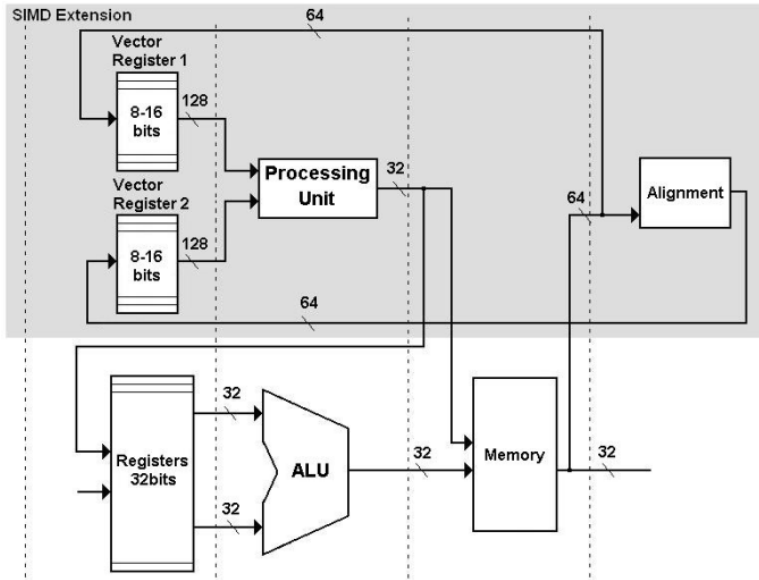 SIMD Extension
64
Vector
Register 1
8-16
bits
128
Vector
Register 2
8-16
bits
128
Processing
Unit
32
64
Alignment
64
Registers
32bits
32
32
ALU
32
Memory
32